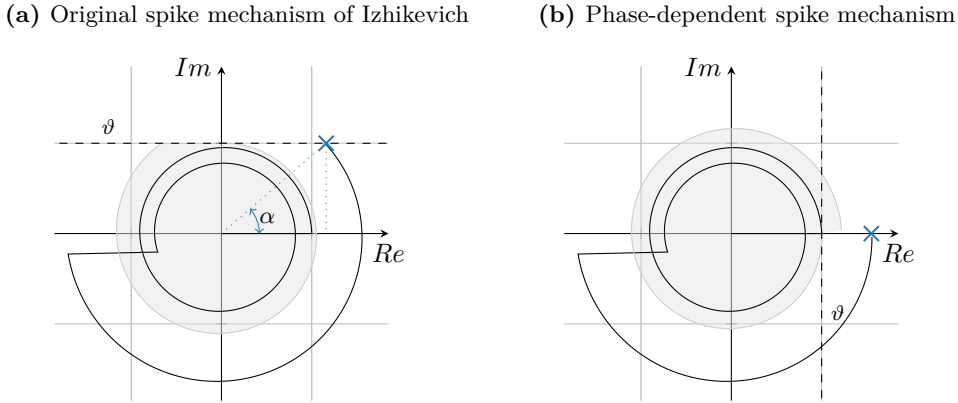 (a) Original spike mechanism of Izhikevich
Im
ϑ
α
Re
(b) Phase-dependent spike mechanism
Im
Re
ϑ